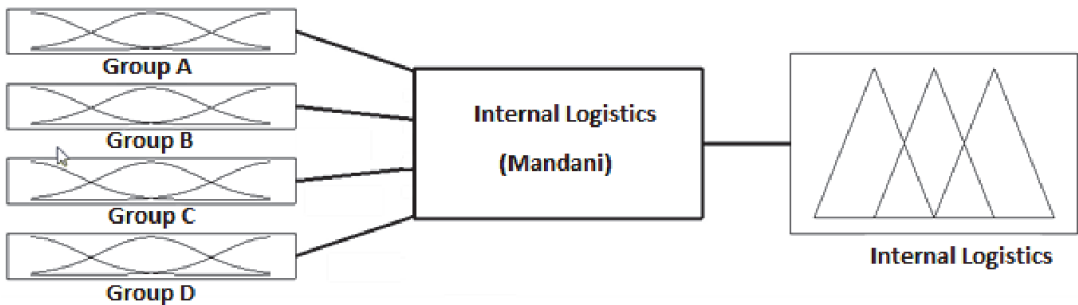 Group A
Group B
Group C
Group D
Internal Logistics
(Mandani)
Internal Logistics